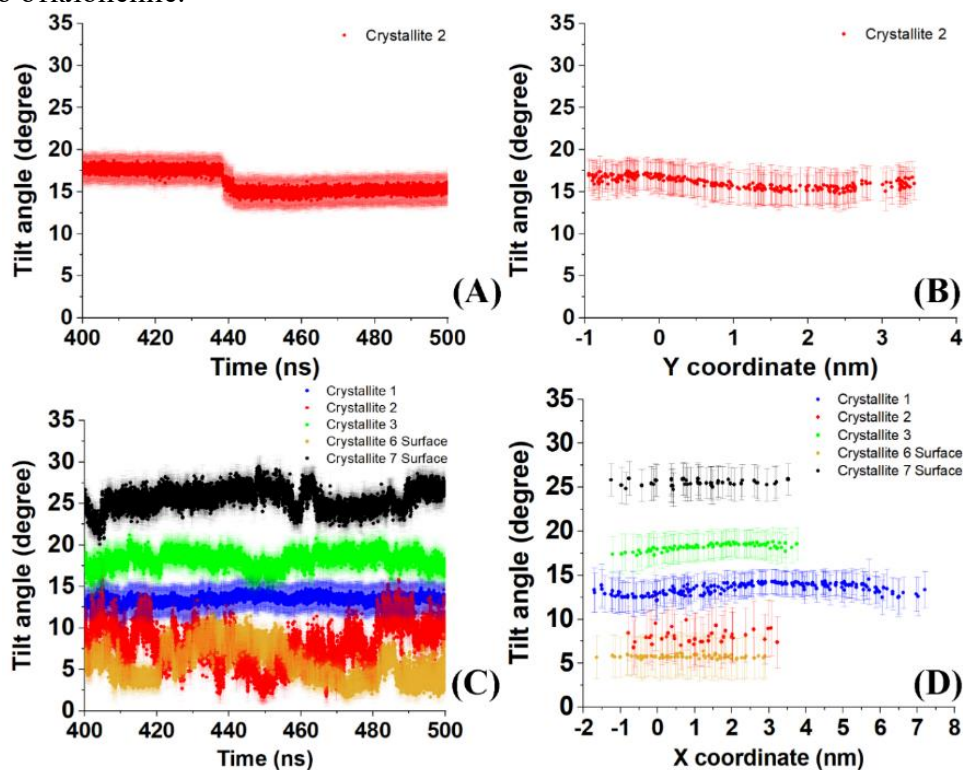 отклонение.
35
30
25
20
15
10
5
0
Tilt angle (degree)
Crystallite 2
(A)
400 420 440 460 480 500
Time (ns)
35
30
25
20
15
10
5
0
Tilt angle (degree)
Crystallite 2
(B)
-1 0 1 2 3 4
Y coordinate (nm)
Crystallite 1
Crystallite 2
Crystallite 3
Crystallite 6 Surface
Crystallite 7 Surface
35
30
25
20
15
10
5
0
Tilt angle (degree)
(C)
400 420 440 460 480 500
Time (ns)
Crystallite 1
Crystallite 2
Crystallite 3
Crystallite 6 Surface
Crystallite 7 Surface
35
30
25
20
15
10
5
0
Tilt angle (degree)
(D)
-2 -1 0 1 2 3 4 5 6 7 8
X coordinate (nm)